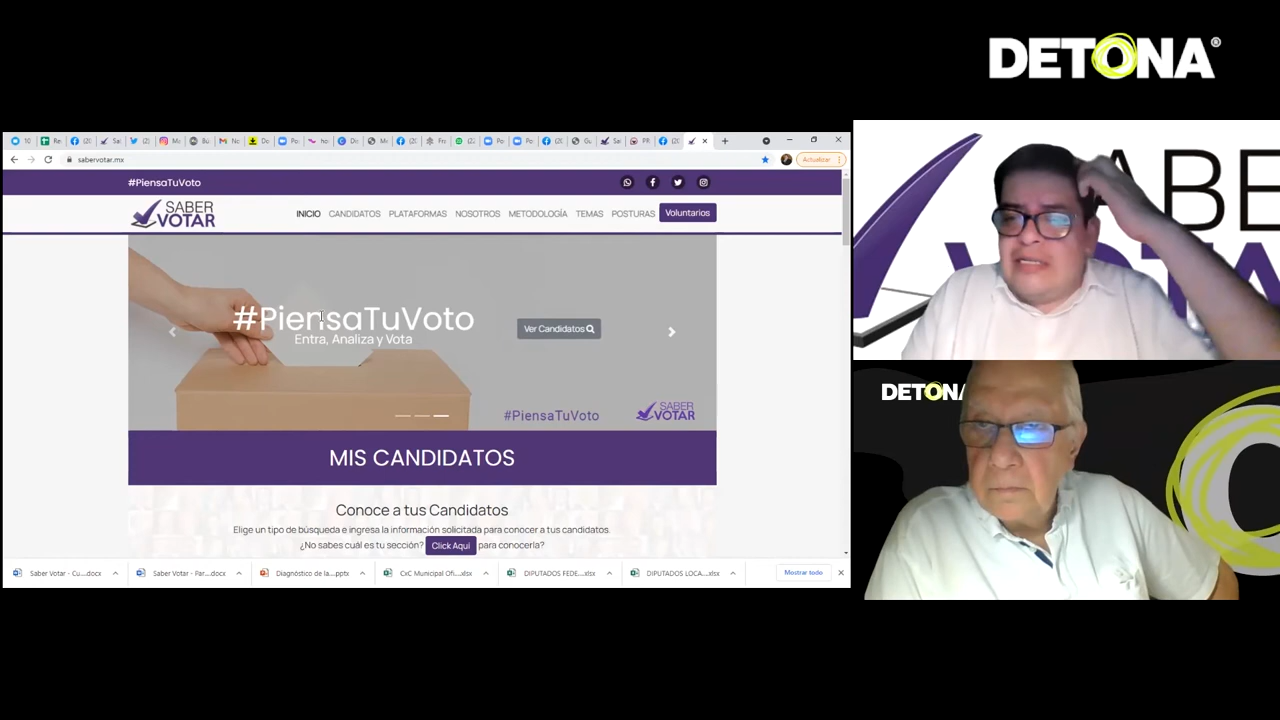 DETONA®
sabervotar.mx
Actualizar
#PiensaTuVoto
SABER
VOTAR
INICIO CANDIDATOS PLATAFORMAS NOSOTROS METODOLOGÍA TEMAS POSTURAS Voluntarios
#PiensaTuVoto
Entra, Analiza y Vota
Ver Candidatos
#PiensaTuVoto
SABER
VOTAR
MIS CANDIDATOS
Conoce a tus Candidatos
Elige un tipo de búsqueda e ingresa la información solicitada para conocer a tus candidatos.
¿No sabes cuál es tu sección? Click Aquí para conocerla?
Saber Votar - Cu....docx
Saber Votar - Par....docx
Diagnóstico de la....pptx
CxC Municipal Ofi....xlsx
DIPUTADOS FEDE....xlsx
DIPUTADOS LOCA....xlsx
Mostrar todo
DETONA